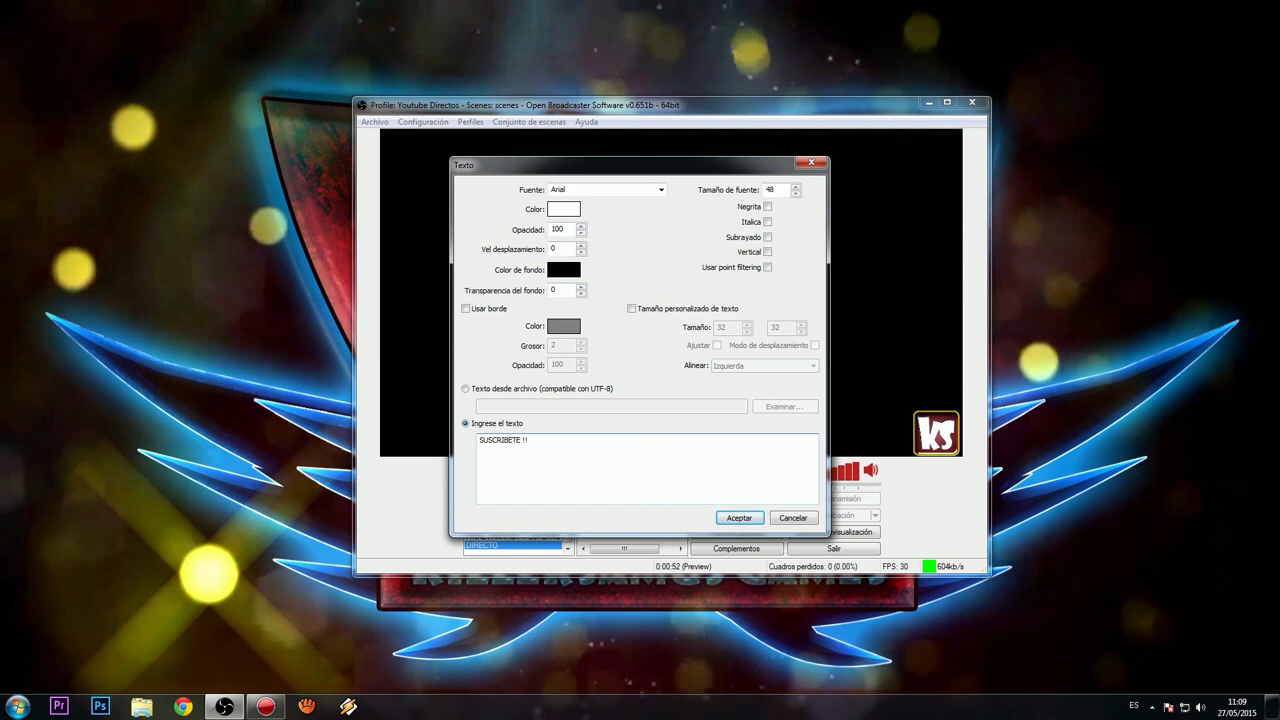 Profile: Youtube Directos - Scenes: scenes - Open Broadcaster Software v0.651b - 64bit
Archivo Configuración Perfiles Conjunto de escenas Ayuda
Texto
Fuente: Arial Tamaño de fuente: 48
Color: Negrita
Opacidad: 100 Italica
Vel desplazamiento: 0 Subrayado
Vertical
Color de fondo: Usar point filtering
Transparencia del fondo: 0
Usar borde Tamaño personalizado de texto
Color: Tamaño: 32 32
Grosor: 2 Ajustar Modo de desplazamiento
Opacidad: 100 Alinear: Izquierda
Texto desde archivo (compatible con UTF-8)
Examinar...
Ingrese el texto
SUSCRIBETE !!
ks
Aceptar Cancelar
DIRECTO Complementos Salir
0:00:52 (Preview) Cuadros perdidos: 0 (0.00%) FPS: 30 604kb/s
Pr Ps
ES 11:09
27/05/2015